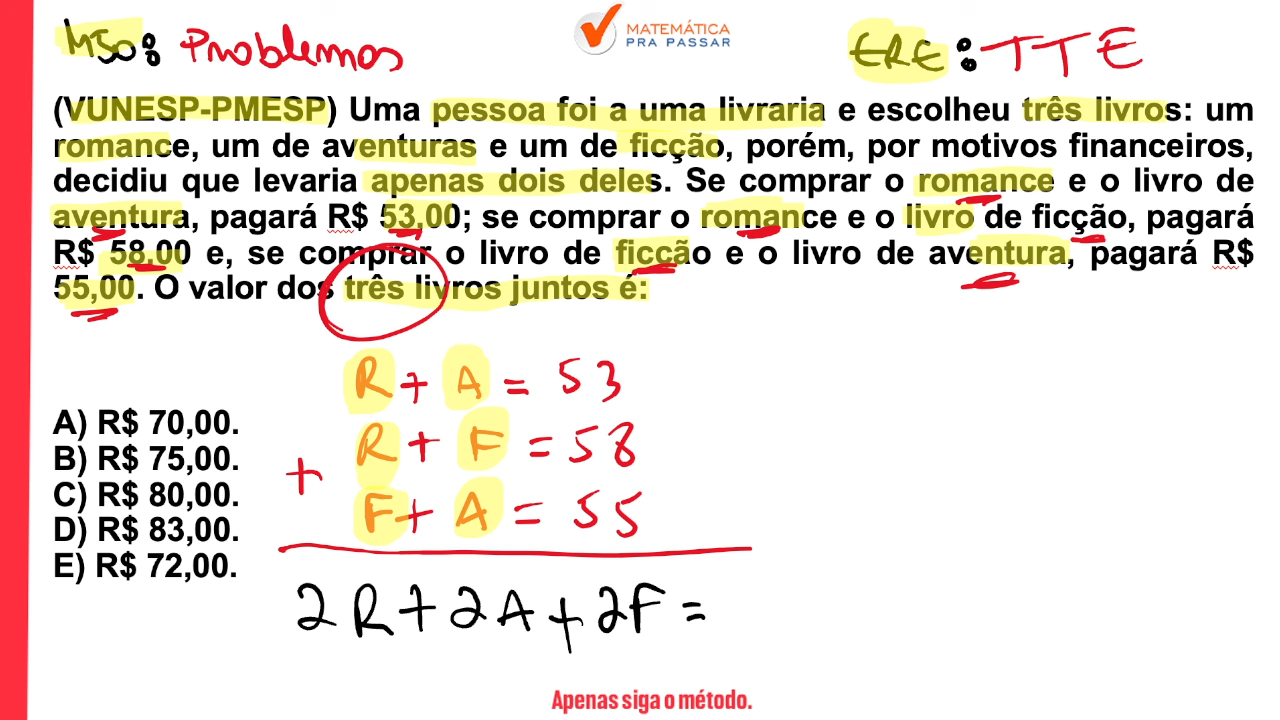 MSO: Problemas
MATEMÁTICA
PRA PASSAR
ERE: TTE
(VUNESP-PMESP) Uma pessoa foi a uma livraria e escolheu três livros: um
romance, um de aventuras e um de ficção, porém, por motivos financeiros,
decidiu que levaria apenas dois deles. Se comprar o romance e o livro de
aventura, pagará R$ 53,00; se comprar o romance e o livro de ficção, pagará
R$ 58,00 e, se comprar o livro de ficção e o livro de aventura, pagará R$
55,00. O valor dos três livros juntos é:
A) R$ 70,00.
B) R$ 75,00.
C) R$ 80,00.
D) R$ 83,00.
E) R$ 72,00.
R + A = 53
R + F = 58
+
F + A = 55
2R + 2A + 2F =
Apenas siga o método.